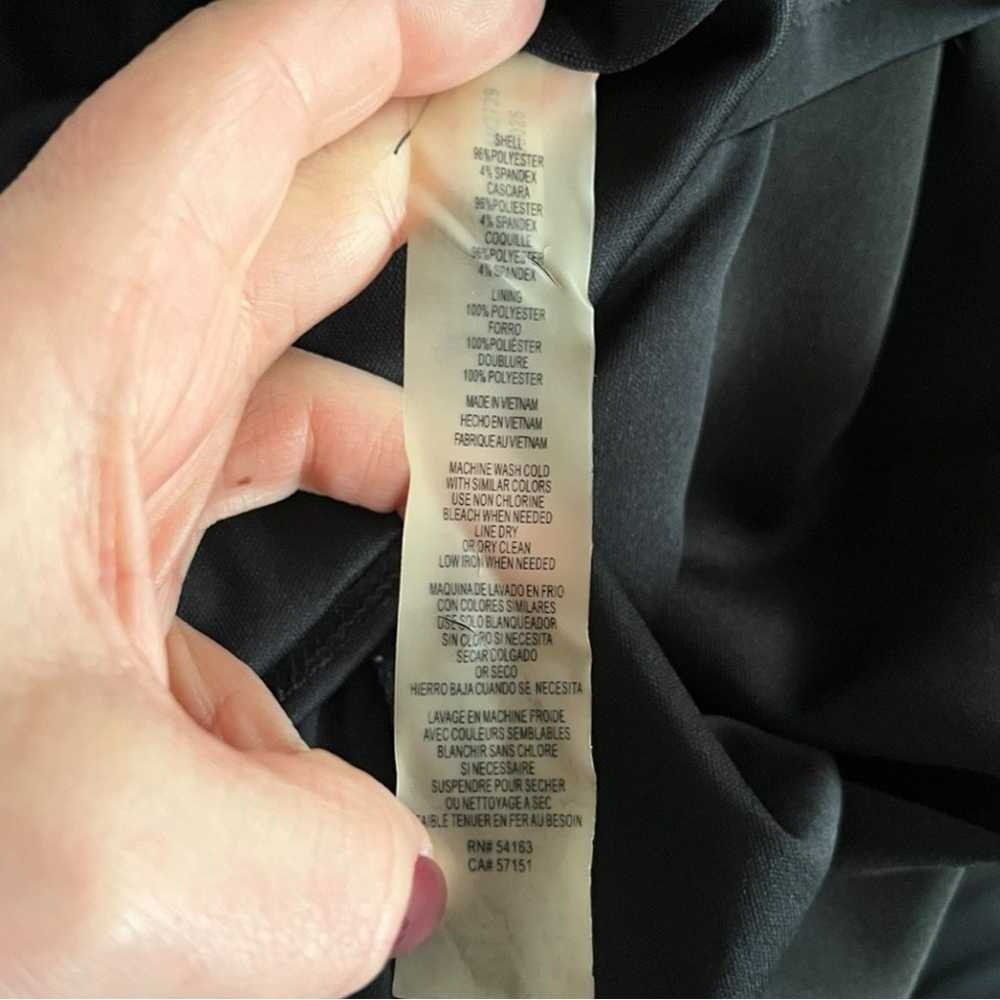 SHELL
96%POLYESTER
4% SPANDEX
CASCARA
96%POLIESTER
4% SPANDEX
COQUILLE
96%POLYESTER
4% SPANDEX
LINING
100% POLYESTER
FORRO
100%POLIÉSTER
DOUBLURE
100% POLYESTER
MADE IN VIETNAM
HECHO EN VIETNAM
FABRIQUE AU VIETNAM
MACHINE WASH COLD
WITH SIMILAR COLORS
USE NON CHLORINE
BLEACH WHEN NEEDED
LINE DRY
OR DRY CLEAN
LOW IRON WHEN NEEDED
MAQUINA DE LAVADO EN FRIO
CON COLORES SIMILARES
USE SOLO BLANQUEADOR
SIN CLORO SI NECESITA
SECAR COLGADO
OR SECO
HIERRO BAJA CUANDO SE NECESITA
LAVAGE EN MACHINE FROIDE
AVEC COULEURS SEMBLABLES
BLANCHIR SANS CHLORE
SI NECESSAIRE
SUSPENDRE POUR SECHER
OU NETTOYAGE A SEC
AIBLE TENUER EN FER AU BESOIN
RN# 54163
CA# 57151